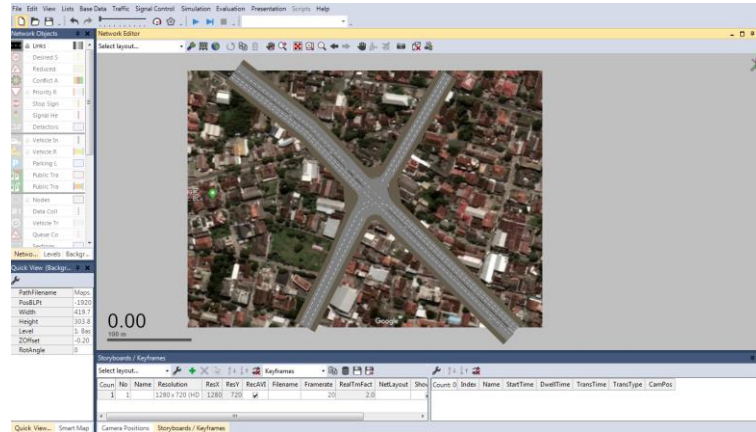 File Edit View Lists Base Data Traffic Signal Control Simulation Evaluation Presentation Scripts Help
Network Objects
Network Editor
Select layout...
Links
Desired S
Reduced
Conflict A
Priority R
Stop Sign
Signal He
Detectors
Vehicle In
Vehicle R
Parking L
Public Tra
Public Tra
Nodes
Data Coll
Vehicle Tr
Queue Co
Sections
Netwo... Levels Backgr...
Quick View (Backgr...
PathFilename Maps.
PosBLPt -1920
Width 419.7
Height 303.8
Level 1: Bas
ZOffset -0.20
RotAngle 0
0.00
100 m
Google
Storyboards / Keyframes
Select layout... Keyframes
Coun No Name Resolution ResX ResY RecAVI Filename Framerate RealTmFact NetLayout Show
1 1 1280 x 720 (HD 1280 720 20 2.0
Count: 0 Index Name StartTime DwellTime TransTime TransType CamPos
Quick View... Smart Map Camera Positions Storyboards / Keyframes